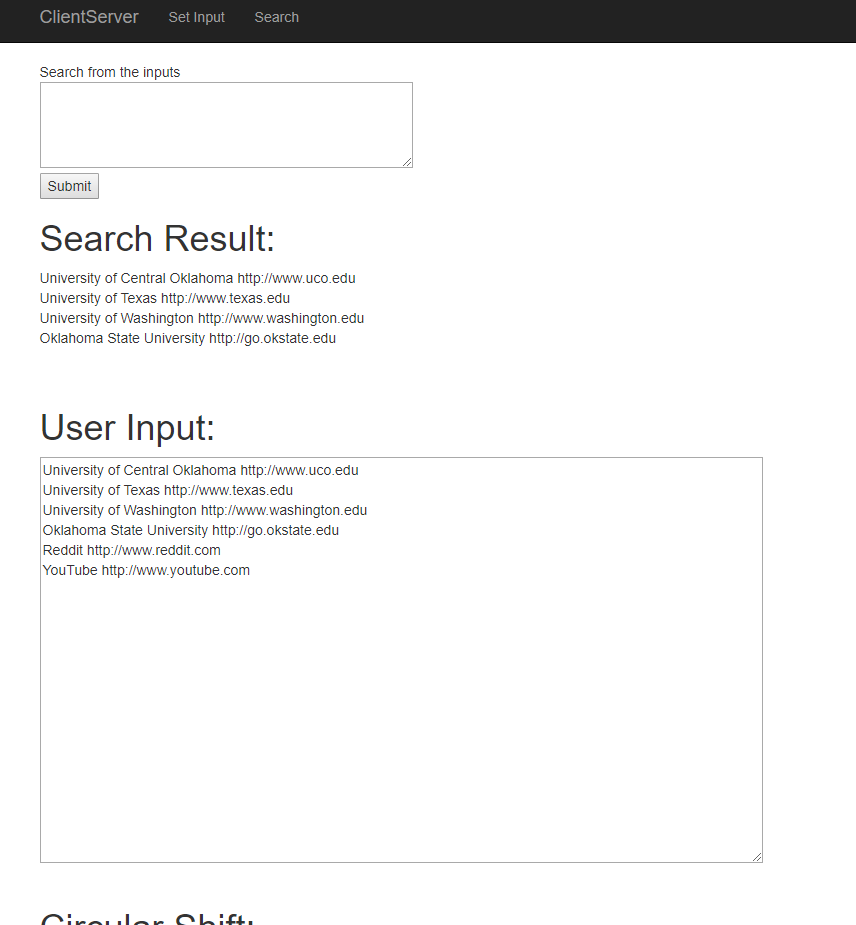 ClientServer Set Input Search
Search from the inputs
Submit
Search Result:
University of Central Oklahoma http://www.uco.edu
University of Texas http://www.texas.edu
University of Washington http://www.washington.edu
Oklahoma State University http://go.okstate.edu
User Input:
University of Central Oklahoma http://www.uco.edu
University of Texas http://www.texas.edu
University of Washington http://www.washington.edu
Oklahoma State University http://go.okstate.edu
Reddit http://www.reddit.com
YouTube http://www.youtube.com
Circular Shift: